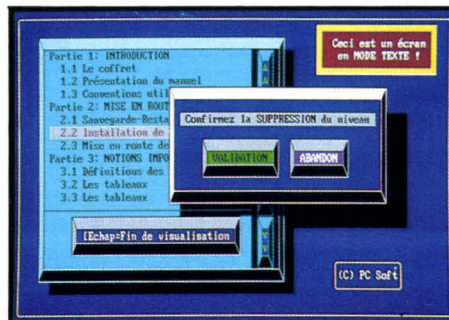 Ceci est un écran
en MODE TEXTE !
Partie 1: INTRODUCTION
1.1 Le coffret
1.2 Présentation du manuel
1.3 Conventions util
Partie 2: MISE EN ROUT
2.1 Sauvegarde-Resta
2.2 Installation de
2.3 Mise en route de
Partie 3: NOTIONS IMPO
3.1 Définitions des
3.2 Les tableaux
3.3 Les tableaux
Confirmez la SUPPRESSION du niveau
VALIDATION
ABANDON
[Echap=Fin de visualisation
(C) PC Soft